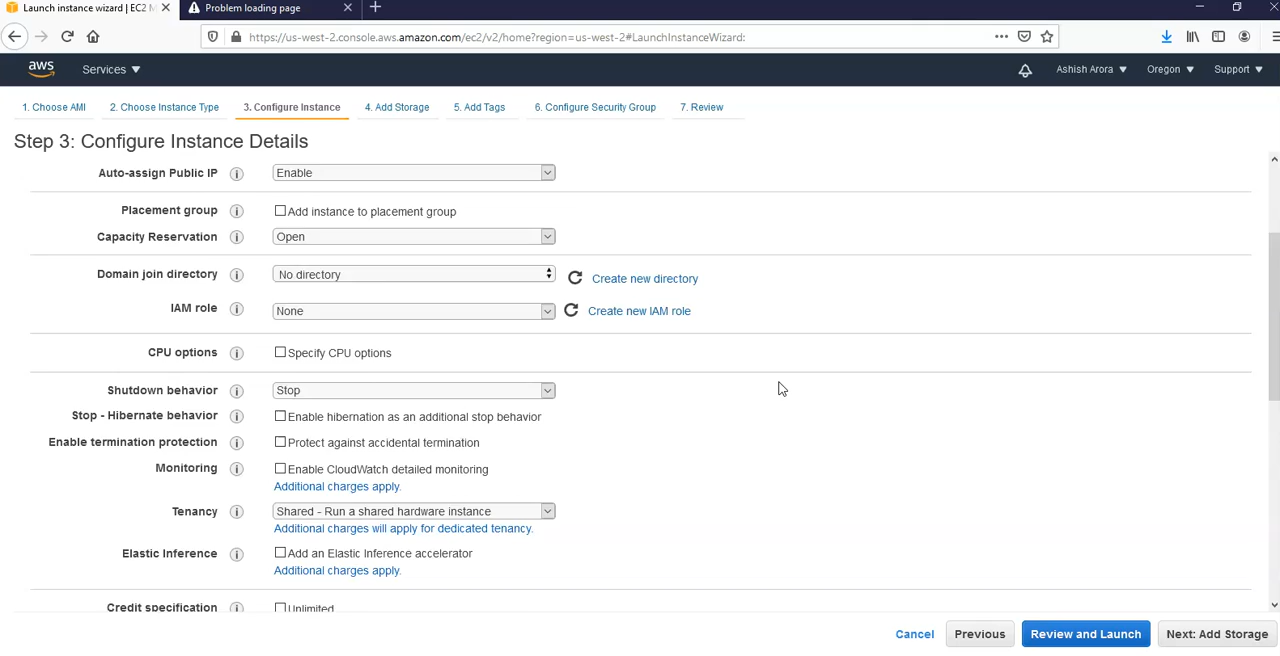 Launch instance wizard | EC2 M
Problem loading page
https://us-west-2.console.aws.amazon.com/ec2/v2/home?region=us-west-2#LaunchInstanceWizard:
aws
Services
Ashish Arora
Oregon
Support
1. Choose AMI
2. Choose Instance Type
3. Configure Instance
4. Add Storage
5. Add Tags
6. Configure Security Group
7. Review
Step 3: Configure Instance Details
Auto-assign Public IP
Enable
Placement group
Add instance to placement group
Capacity Reservation
Open
Domain join directory
No directory
Create new directory
IAM role
None
Create new IAM role
CPU options
Specify CPU options
Shutdown behavior
Stop
Stop - Hibernate behavior
Enable hibernation as an additional stop behavior
Enable termination protection
Protect against accidental termination
Monitoring
Enable CloudWatch detailed monitoring
Additional charges apply.
Tenancy
Shared - Run a shared hardware instance
Additional charges will apply for dedicated tenancy.
Elastic Inference
Add an Elastic Inference accelerator
Additional charges apply.
Credit specification
Unlimited
Cancel
Previous
Review and Launch
Next: Add Storage